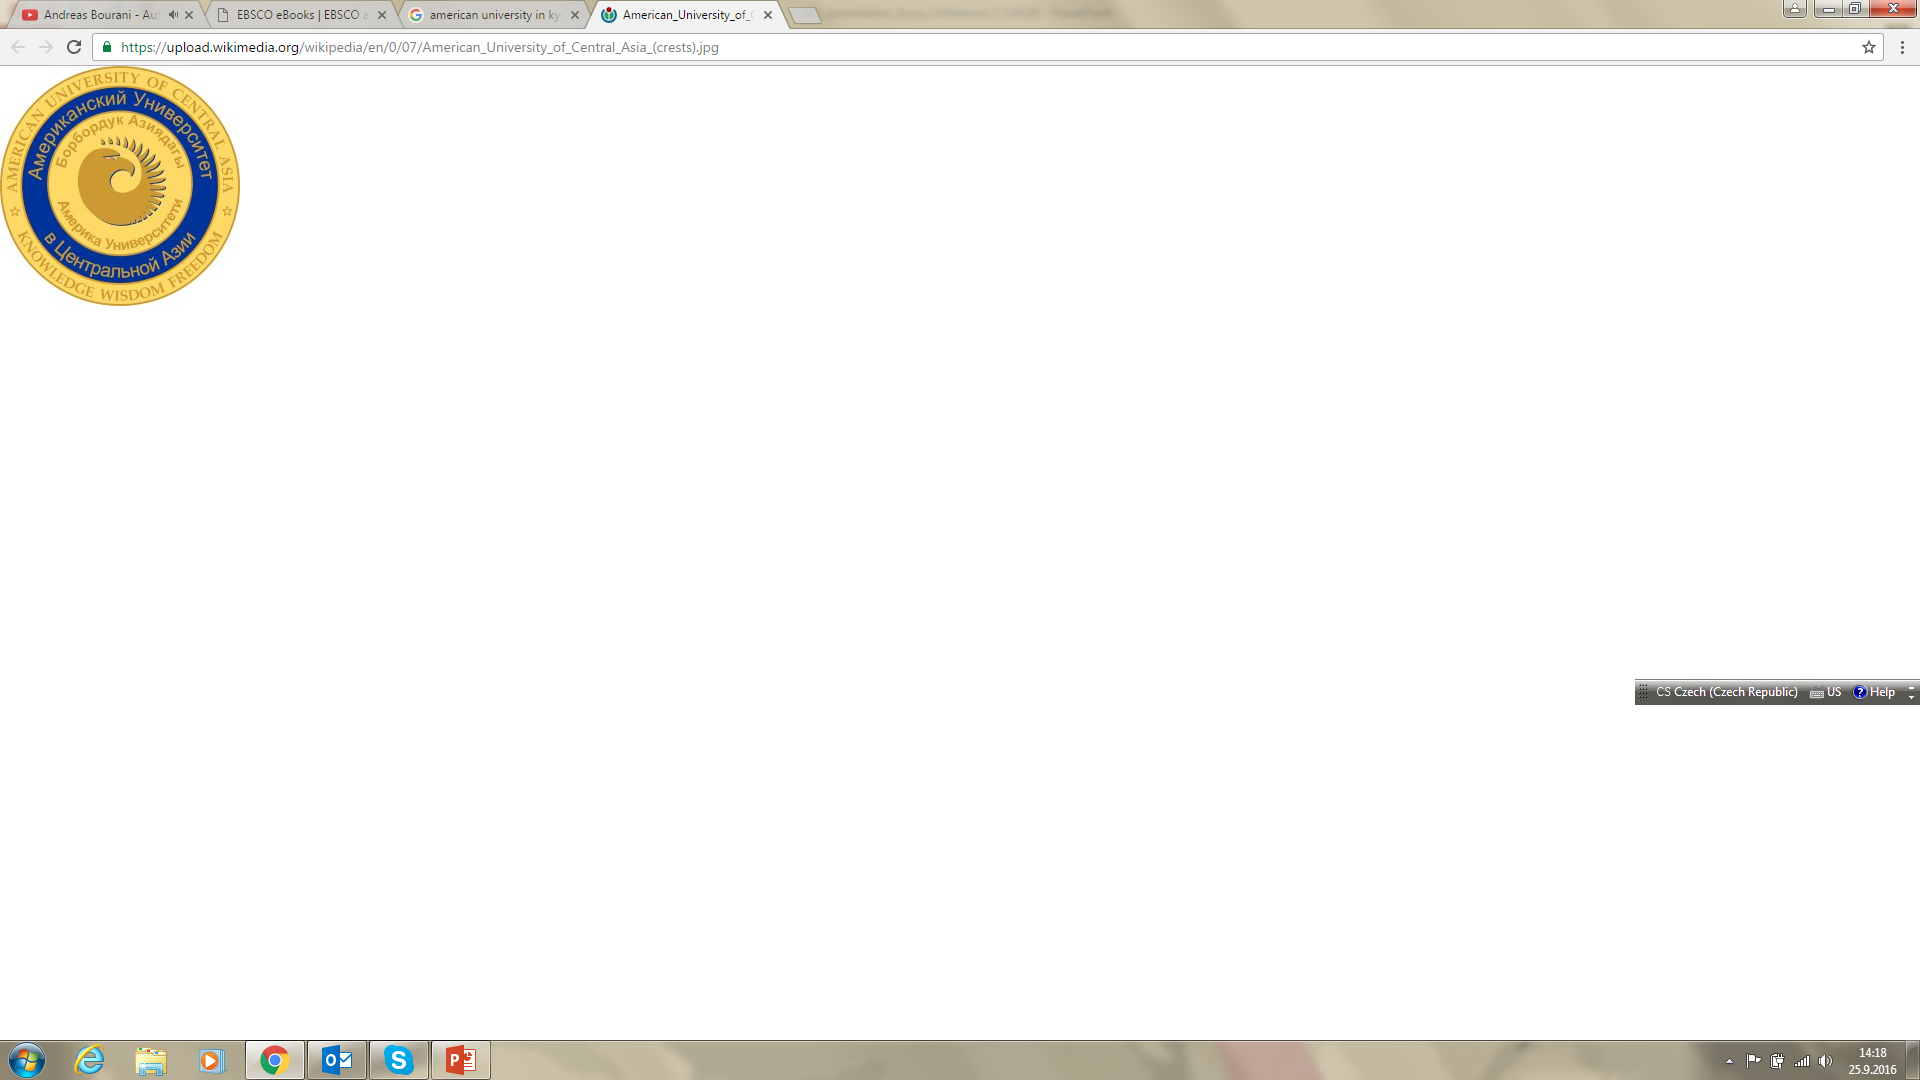 Andreas Bourani - Au
EBSCO eBooks | EBSCO
american university in ky
American_University_of_
https://upload.wikimedia.org/wikipedia/en/0/07/American_University_of_Central_Asia_(crests).jpg
AMERICAN UNIVERSITY OF CENTRAL ASIA
Американский Университет
Борбордук Азиядагы
Америка Университети
в Центральной Азии
KNOWLEDGE WISDOM FREEDOM
CS Czech (Czech Republic) US Help
14:18
25.9.2016